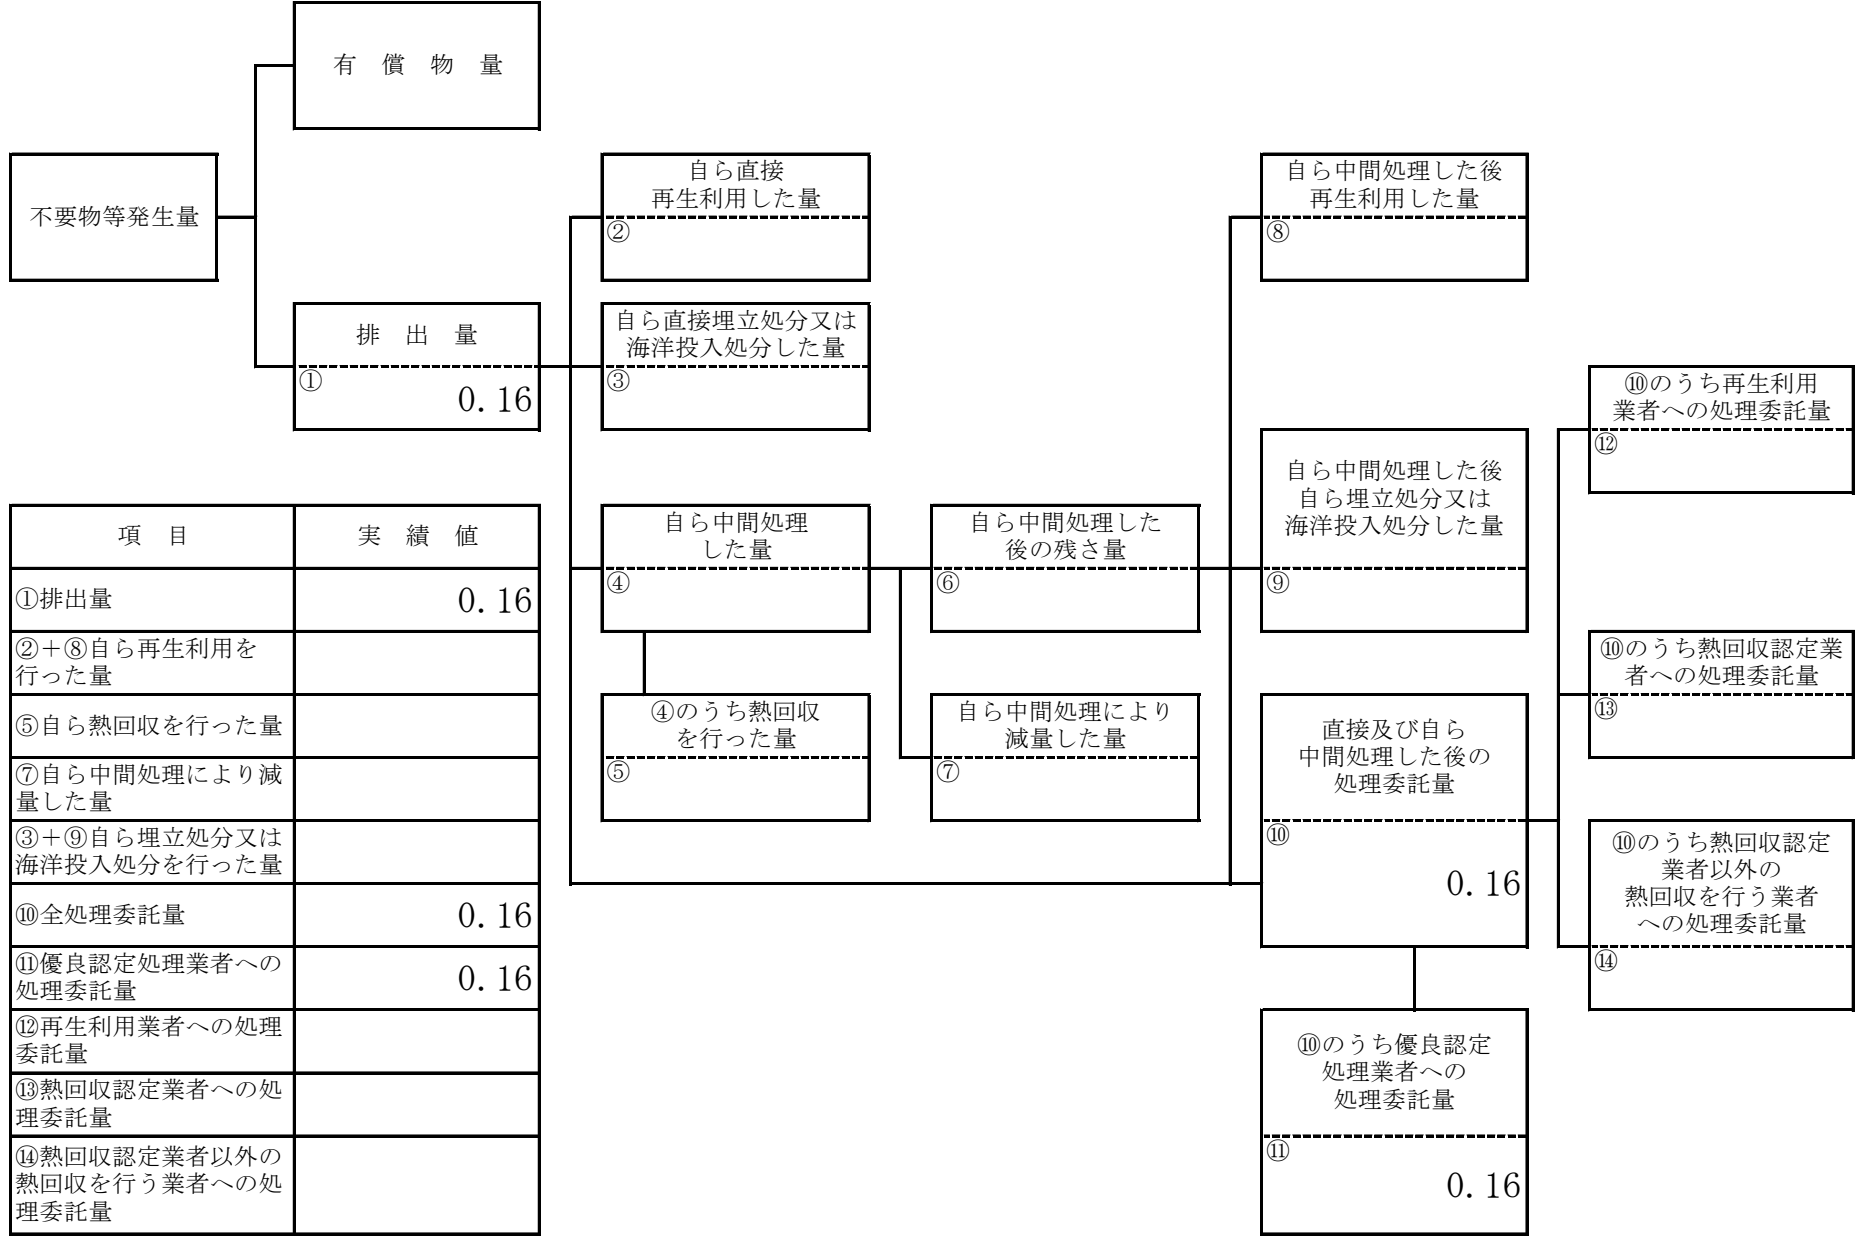 有　償　物　量
不要物等発生量
排　出　量
①
0.16
自ら直接
再生利用した量
②
自ら直接埋立処分又は
海洋投入処分した量
③
自ら中間処理
した量
④
④のうち熱回収
を行った量
⑤
自ら中間処理した
後の残さ量
⑥
自ら中間処理により
減量した量
⑦
自ら中間処理した後
再生利用した量
⑧
自ら中間処理した後
自ら埋立処分又は
海洋投入処分した量
⑨
直接及び自ら
中間処理した後の
処理委託量
⑩
0.16
⑩のうち優良認定
処理業者への
処理委託量
⑪
0.16
⑩のうち再生利用
業者への処理委託量
⑫
⑩のうち熱回収認定業
者への処理委託量
⑬
⑩のうち熱回収認定
業者以外の
熱回収を行う業者
への処理委託量
⑭
項　目
実　績　値
①排出量
0.16
②＋⑧自ら再生利用を
行った量
⑤自ら熱回収を行った量
⑦自ら中間処理により減
量した量
③＋⑨自ら埋立処分又は
海洋投入処分を行った量
⑩全処理委託量
0.16
⑪優良認定処理業者への
処理委託量
0.16
⑫再生利用業者への処理
委託量
⑬熱回収認定業者への処
理委託量
⑭熱回収認定業者以外の
熱回収を行う業者への処
理委託量